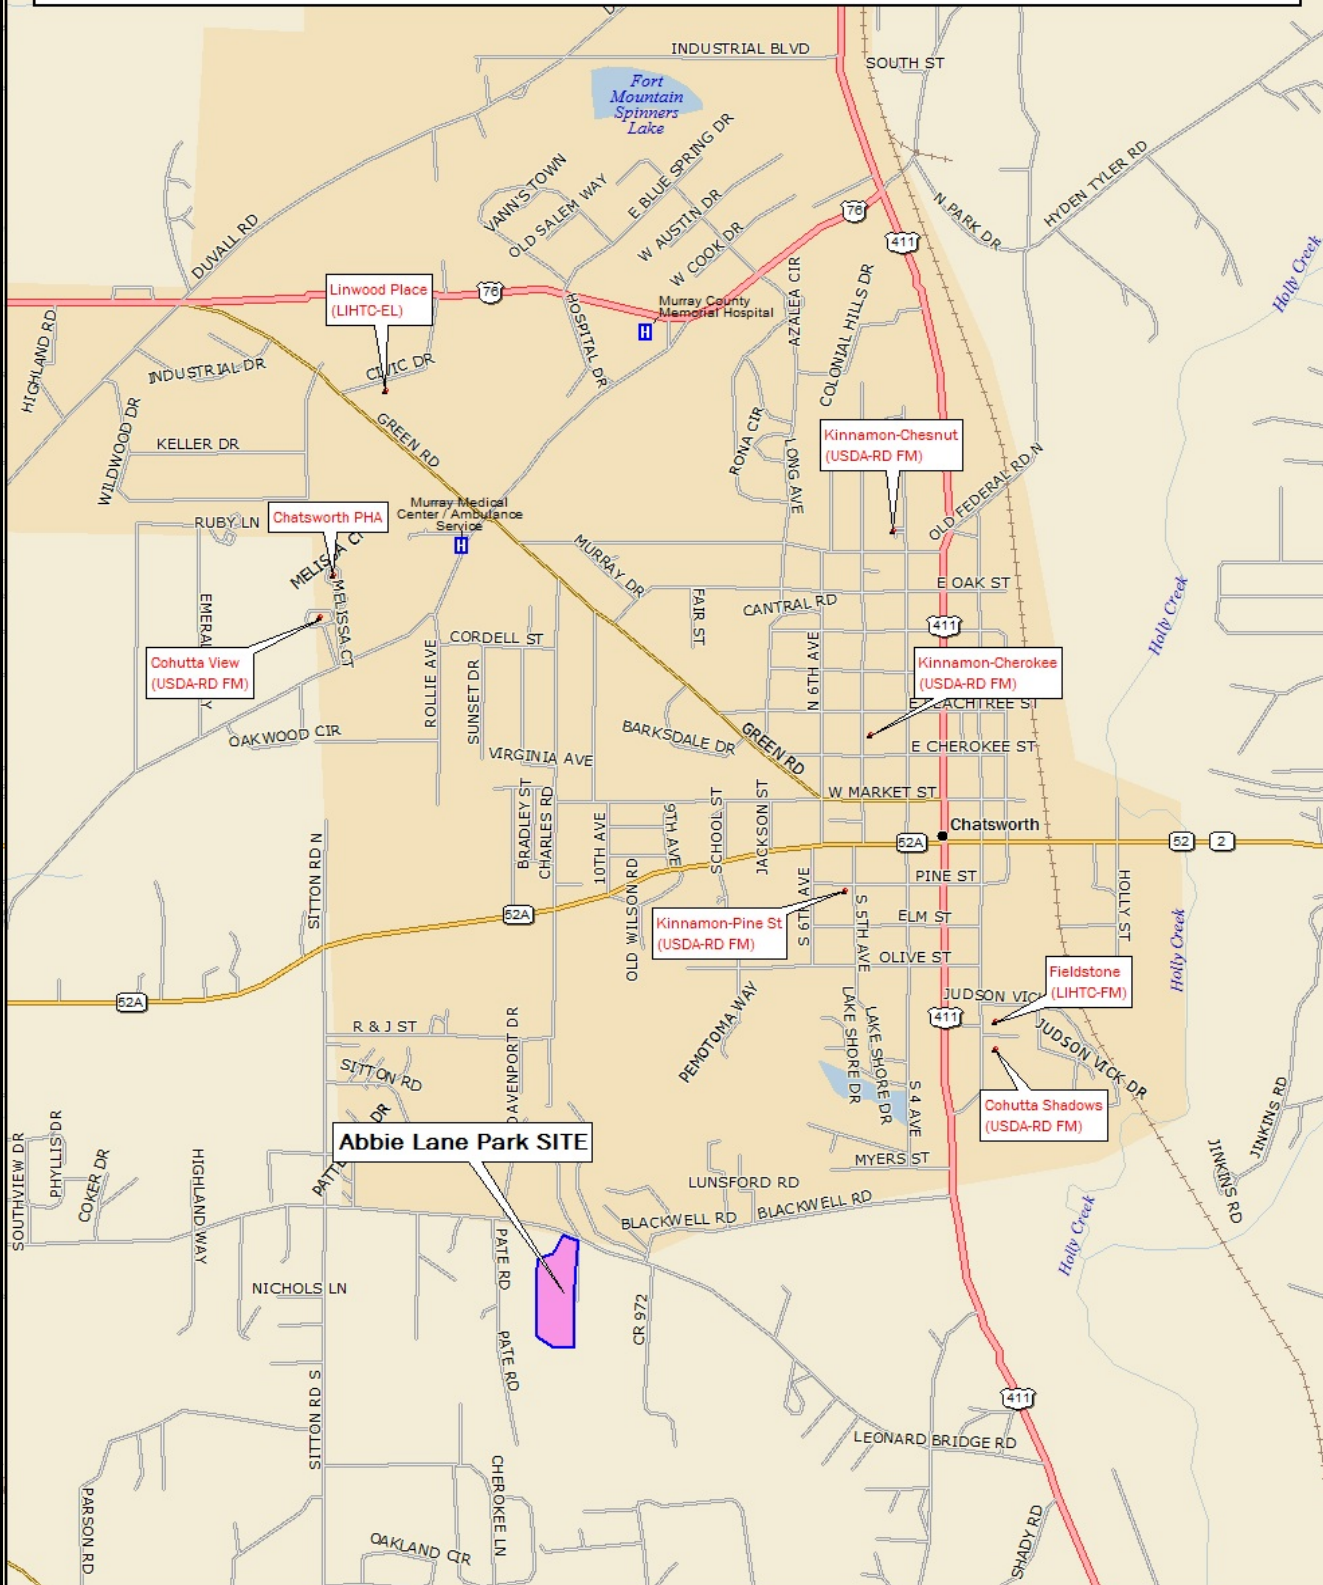 INDUSTRIAL BLVD
SOUTH ST
Fort
Mountain
Spinners
Lake
E BLUE SPRING DR
VANN'S TOWN
OLD SALEM WAY
W AUSTIN DR
W COOK DR
HYDEN TYLER RD
N PARK DR
76
411
DUVALL RD
Holly Creek
Linwood Place
(LIHTC-EL)
76
Murray County
Memorial Hospital
H
HOSPITAL DR
AZALEA CIR
COLONIAL HILLS DR
HIGHLAND RD
INDUSTRIAL DR
CIVIC DR
WILDWOOD DR
KELLER DR
GREEN RD
RONA CIR
LONG AVE
Kinnamon-Chesnut
(USDA-RD FM)
OLD FEDERAL RD N
Murray Medical
Center / Ambulance
Service
H
RUBY LN
Chatsworth PHA
MELISSA
MELISSA CT
MURRAY DR
FAIR ST
CANTRAL RD
E OAK ST
411
Holly Creek
Cohutta View
(USDA-RD FM)
CORDELL ST
ROLLIE AVE
SUNSET DR
N 6TH AVE
Kinnamon-Cherokee
(USDA-RD FM)
OAKWOOD CIR
VIRGINIA AVE
BARKSDALE DR
GREEN RD
E CHEROKEE ST
BRADLEY ST
CHARLES RD
10TH AVE
9TH AVE
SCHOOL ST
JACKSON ST
W MARKET ST
Chatsworth
52A
52
2
SITTON RD N
52A
OLD WILSON RD
PINE ST
HOLLY ST
Kinnamon-Pine St
(USDA-RD FM)
S 6TH AVE
S 5TH AVE
ELM ST
OLIVE ST
Holly Creek
52A
Fieldstone
(LIHTC-FM)
R & J ST
DAVENPORT DR
PEMOTOMA WAY
LAKE SHORE DR
LAKE SHORE DR
411
JUDSON VICK DR
SITTON RD
S 4 AVE
Cohutta Shadows
(USDA-RD FM)
JENKINS RD
JINKINS RD
Abbie Lane Park SITE
SOUTHVIEW DR
PHYLLIS DR
COKER DR
HIGHLAND WAY
MYERS ST
LUNSFORD RD
BLACKWELL RD
BLACKWELL RD
Holly Creek
PATE RD
NICHOLS LN
CR 972
PATE RD
SITTON RD S
411
LEONARD BRIDGE RD
PARSON RD
CHEROKEE LN
OAKLAND CIR
SHADY RD